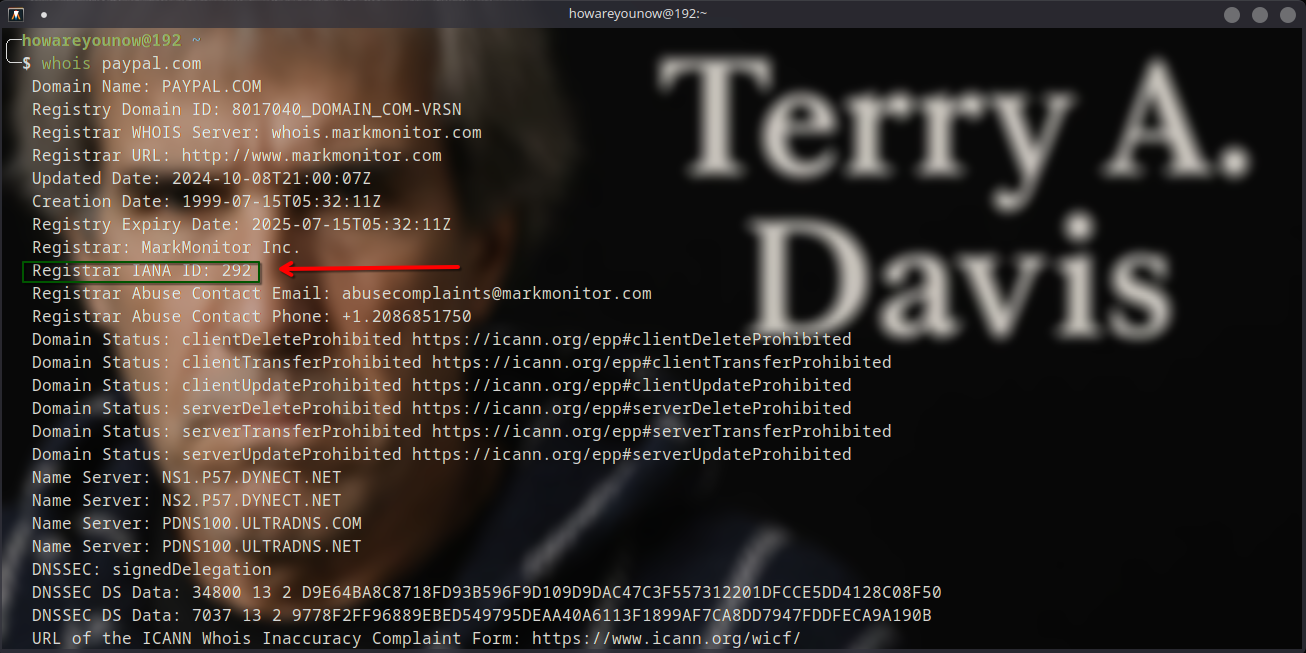 howareyounow@192:~
howareyounow@192 ~
$ whois paypal.com
Domain Name: PAYPAL.COM
Registry Domain ID: 8017040_DOMAIN_COM-VRSN
Registrar WHOIS Server: whois.markmonitor.com
Registrar URL: http://www.markmonitor.com
Updated Date: 2024-10-08T21:00:07Z
Creation Date: 1999-07-15T05:32:11Z
Registry Expiry Date: 2025-07-15T05:32:11Z
Registrar: MarkMonitor Inc.
Registrar IANA ID: 292
Registrar Abuse Contact Email: abusecomplaints@markmonitor.com
Registrar Abuse Contact Phone: +1.2086851750
Domain Status: clientDeleteProhibited https://icann.org/epp#clientDeleteProhibited
Domain Status: clientTransferProhibited https://icann.org/epp#clientTransferProhibited
Domain Status: clientUpdateProhibited https://icann.org/epp#clientUpdateProhibited
Domain Status: serverDeleteProhibited https://icann.org/epp#serverDeleteProhibited
Domain Status: serverTransferProhibited https://icann.org/epp#serverTransferProhibited
Domain Status: serverUpdateProhibited https://icann.org/epp#serverUpdateProhibited
Name Server: NS1.P57.DYNECT.NET
Name Server: NS2.P57.DYNECT.NET
Name Server: PDNS100.ULTRADNS.COM
Name Server: PDNS100.ULTRADNS.NET
DNSSEC: signedDelegation
DNSSEC DS Data: 34800 13 2 D9E64BA8C8718FD93B596F9D109D9DAC47C3F557312201DFCCE5DD4128C08F50
DNSSEC DS Data: 7037 13 2 9778F2FF96889EBED549795DEAA40A6113F1899AF7CA8DD7947FDDFECA9A190B
URL of the ICANN Whois Inaccuracy Complaint Form: https://www.icann.org/wicf/
Terry A.
Davis